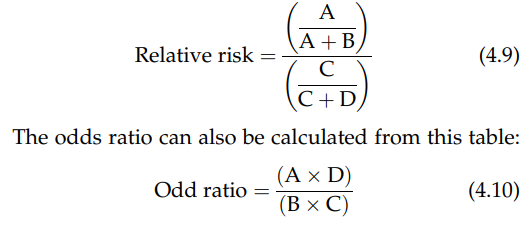 Relative risk = (A / (A + B)) / (C / (C + D)) (4.9)
The odds ratio can also be calculated from this table:
Odd ratio = (A × D) / (B × C) (4.10)